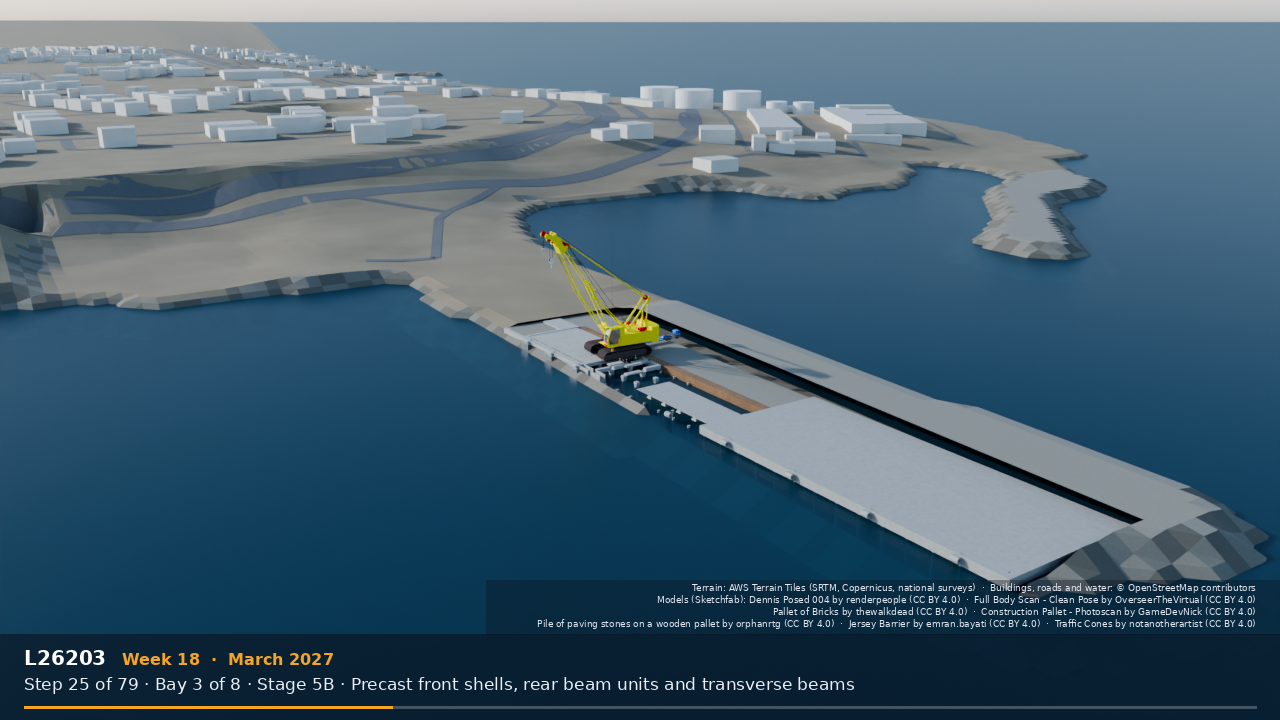 Terrain: AWS Terrain Tiles (SRTM, Copernicus, national surveys) · Buildings, roads and water: © OpenStreetMap contributors
Models (Sketchfab): Dennis Posed 004 by renderpeople (CC BY 4.0) · Full Body Scan - Clean Pose by OverseerTheVirtual (CC BY 4.0)
Pallet of Bricks by thewalkdead (CC BY 4.0) · Construction Pallet - Photoscan by GameDevNick (CC BY 4.0)
Pile of paving stones on a wooden pallet by orphanrtg (CC BY 4.0) · Jersey Barrier by emran.bayati (CC BY 4.0) · Traffic Cones by notanotherartist (CC BY 4.0)
L26203 Week 18 · March 2027
Step 25 of 79 · Bay 3 of 8 · Stage 5B · Precast front shells, rear beam units and transverse beams